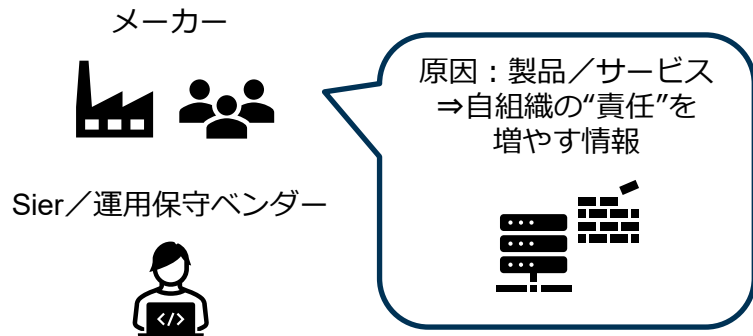 メーカー
原因：製品／サービス
⇒自組織の“責任”を
増やす情報
Sier／運用保守ベンダー
</>